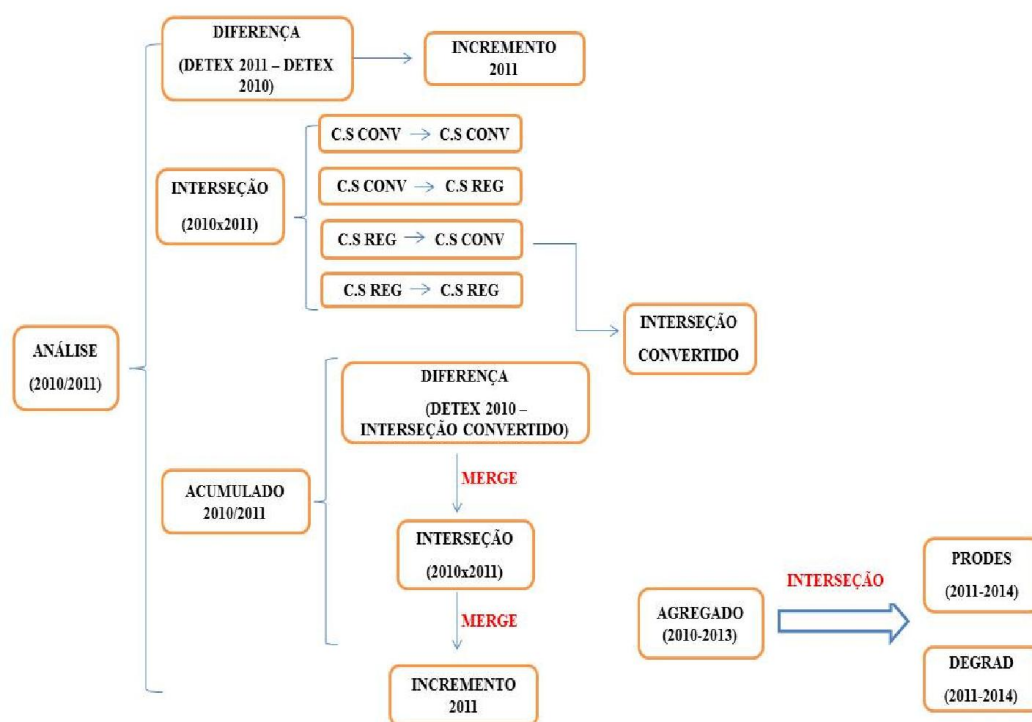 DIFERENÇA
(DETEX 2011 – DETEX
2010)
INCREMENTO
2011
INTERSEÇÃO
(2010x2011)
C.S CONV → C.S CONV
C.S CONV → C.S REG
C.S REG → C.S CONV
C.S REG → C.S REG
INTERSEÇÃO
CONVERTIDO
ANÁLISE
(2010/2011)
ACUMULADO
2010/2011
DIFERENÇA
(DETEX 2010 –
INTERSEÇÃO CONVERTIDO)
MERGE
INTERSEÇÃO
(2010x2011)
MERGE
INCREMENTO
2011
AGREGADO
(2010-2013)
INTERSEÇÃO
PRODES
(2011-2014)
DEGRAD
(2011-2014)